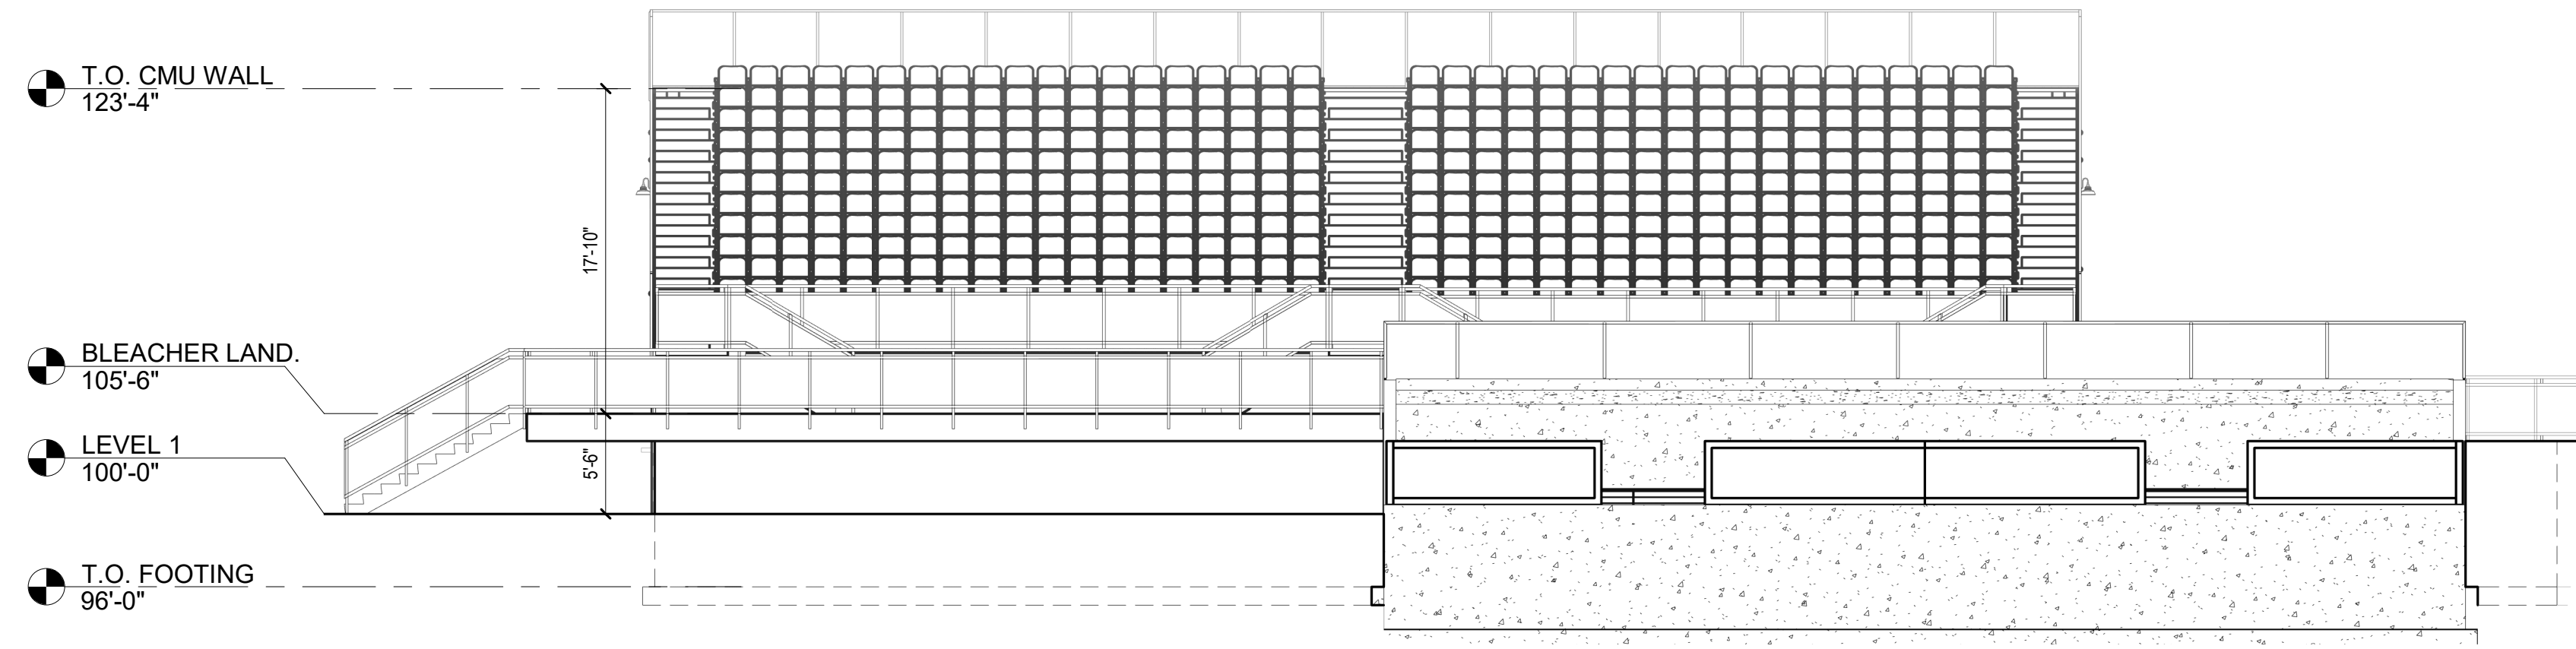 T.O. CMU WALL
123'-4"
17'-10"
BLEACHER LAND.
105'-6"
LEVEL 1
100'-0"
5'-6"
T.O. FOOTING
96'-0"